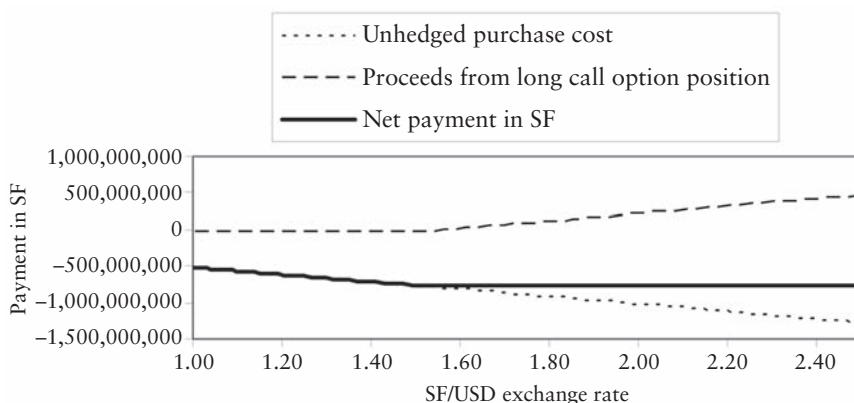 Unhedged purchase cost
Proceeds from long call option position
Net payment in SF
Payment in SF
1,000,000,000
500,000,000
0
–500,000,000
–1,000,000,000
–1,500,000,000
1.00 1.20 1.40 1.60 1.80 2.00 2.20 2.40
SF/USD exchange rate